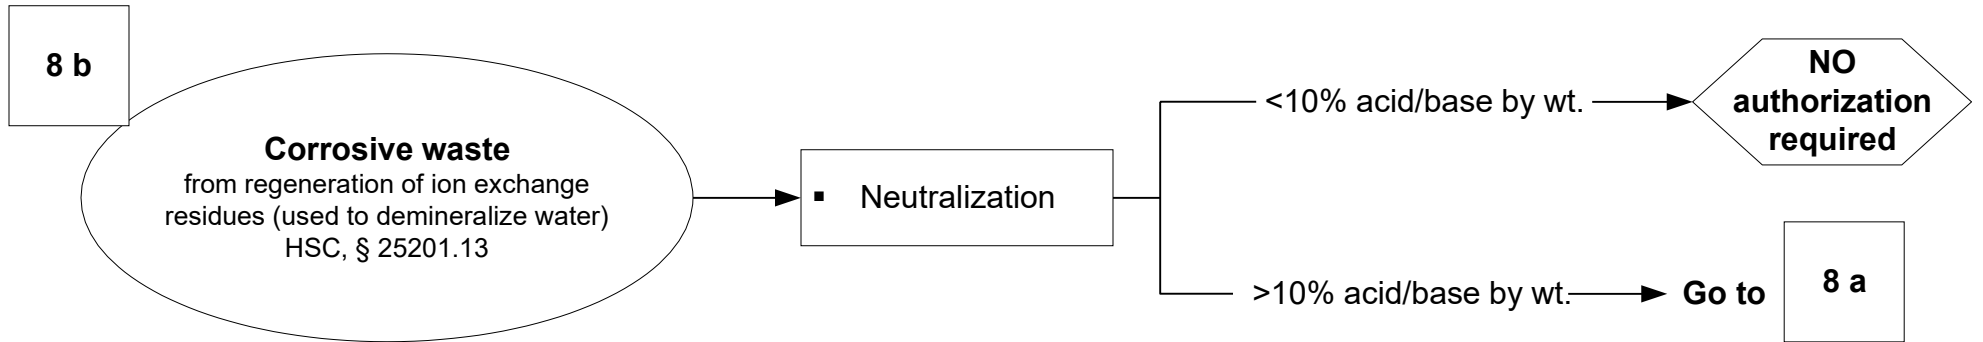 8 b
Corrosive waste
from regeneration of ion exchange
residues (used to demineralize water)
HSC, § 25201.13
▪ Neutralization
<10% acid/base by wt.
NO
authorization
required
>10% acid/base by wt.
Go to
8 a